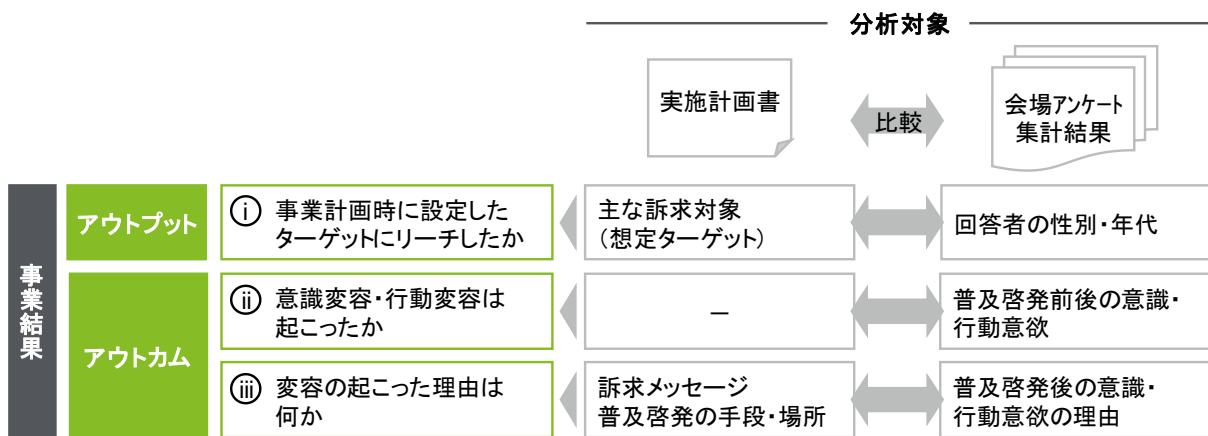 分析対象
実施計画書
比較
会場アンケート
集計結果
事業結果
アウトプット
ⅰ 事業計画時に設定した
ターゲットにリーチしたか
主な訴求対象
(想定ターゲット)
回答者の性別・年代
アウトカム
ⅱ 意識変容・行動変容は
起こったか
－
普及啓発前後の意識・
行動意欲
ⅲ 変容の起こった理由は
何か
訴求メッセージ
普及啓発の手段・場所
普及啓発後の意識・
行動意欲の理由